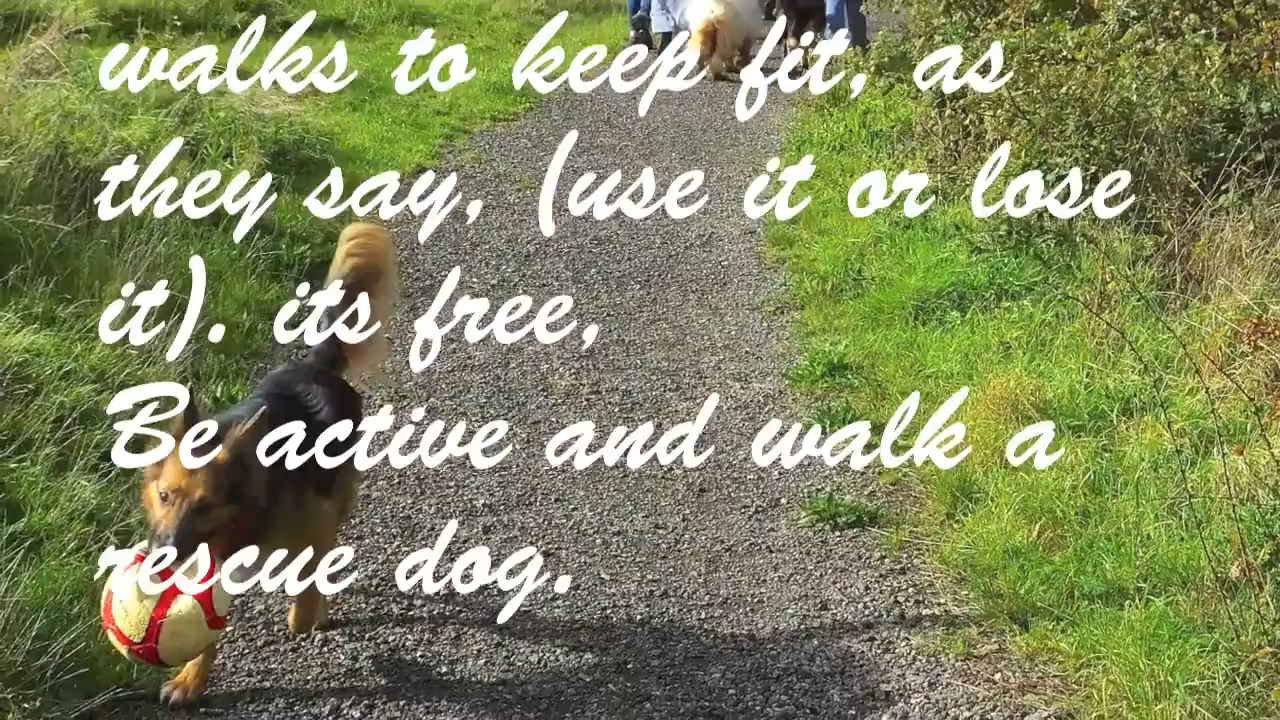 walks to keep fit, as
they say, (use it or lose
it). its free,
Be active and walk a
rescue dog.